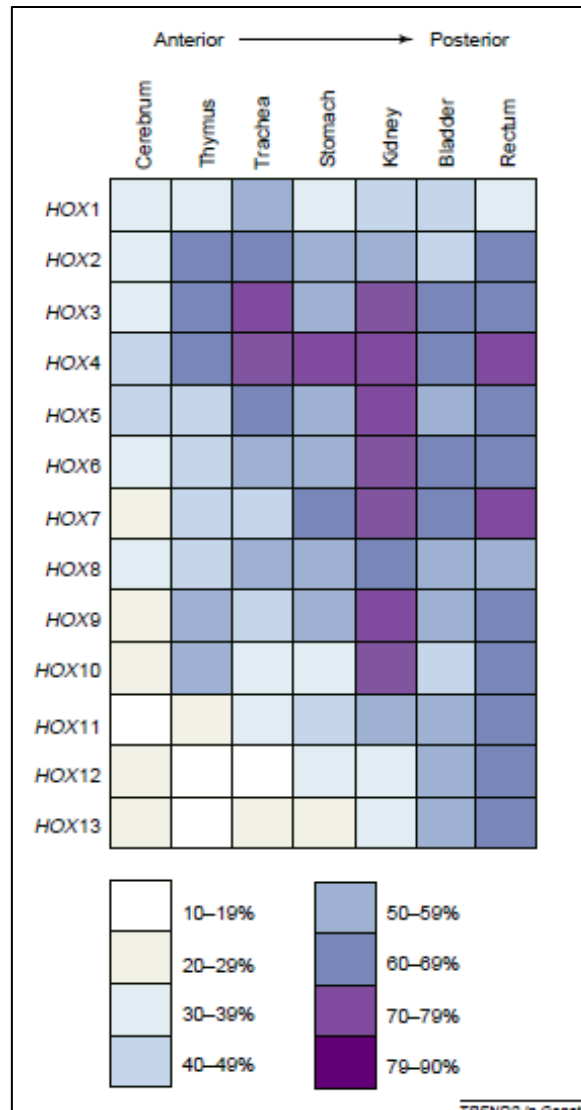 Anterior Posterior
Cerebrum Thymus Trachea Stomach Kidney Bladder Rectum
HOX1
HOX2
HOX3
HOX4
HOX5
HOX6
HOX7
HOX8
HOX9
HOX10
HOX11
HOX12
HOX13
10–19% 50–59%
20–29% 60–69%
30–39% 70–79%
40–49% 79–90%
TRENDS in